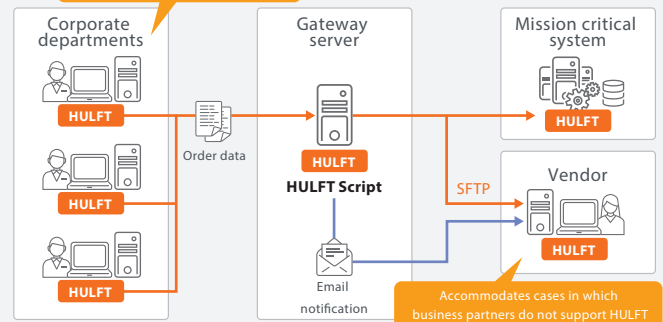 Corporate
departments
HULFT
HULFT
HULFT
Order data
Gateway
server
HULFT
HULFT Script
Email
notification
SFTP
Mission critical
system
HULFT
Vendor
HULFT
Accommodates cases in which
business partners do not support HULFT